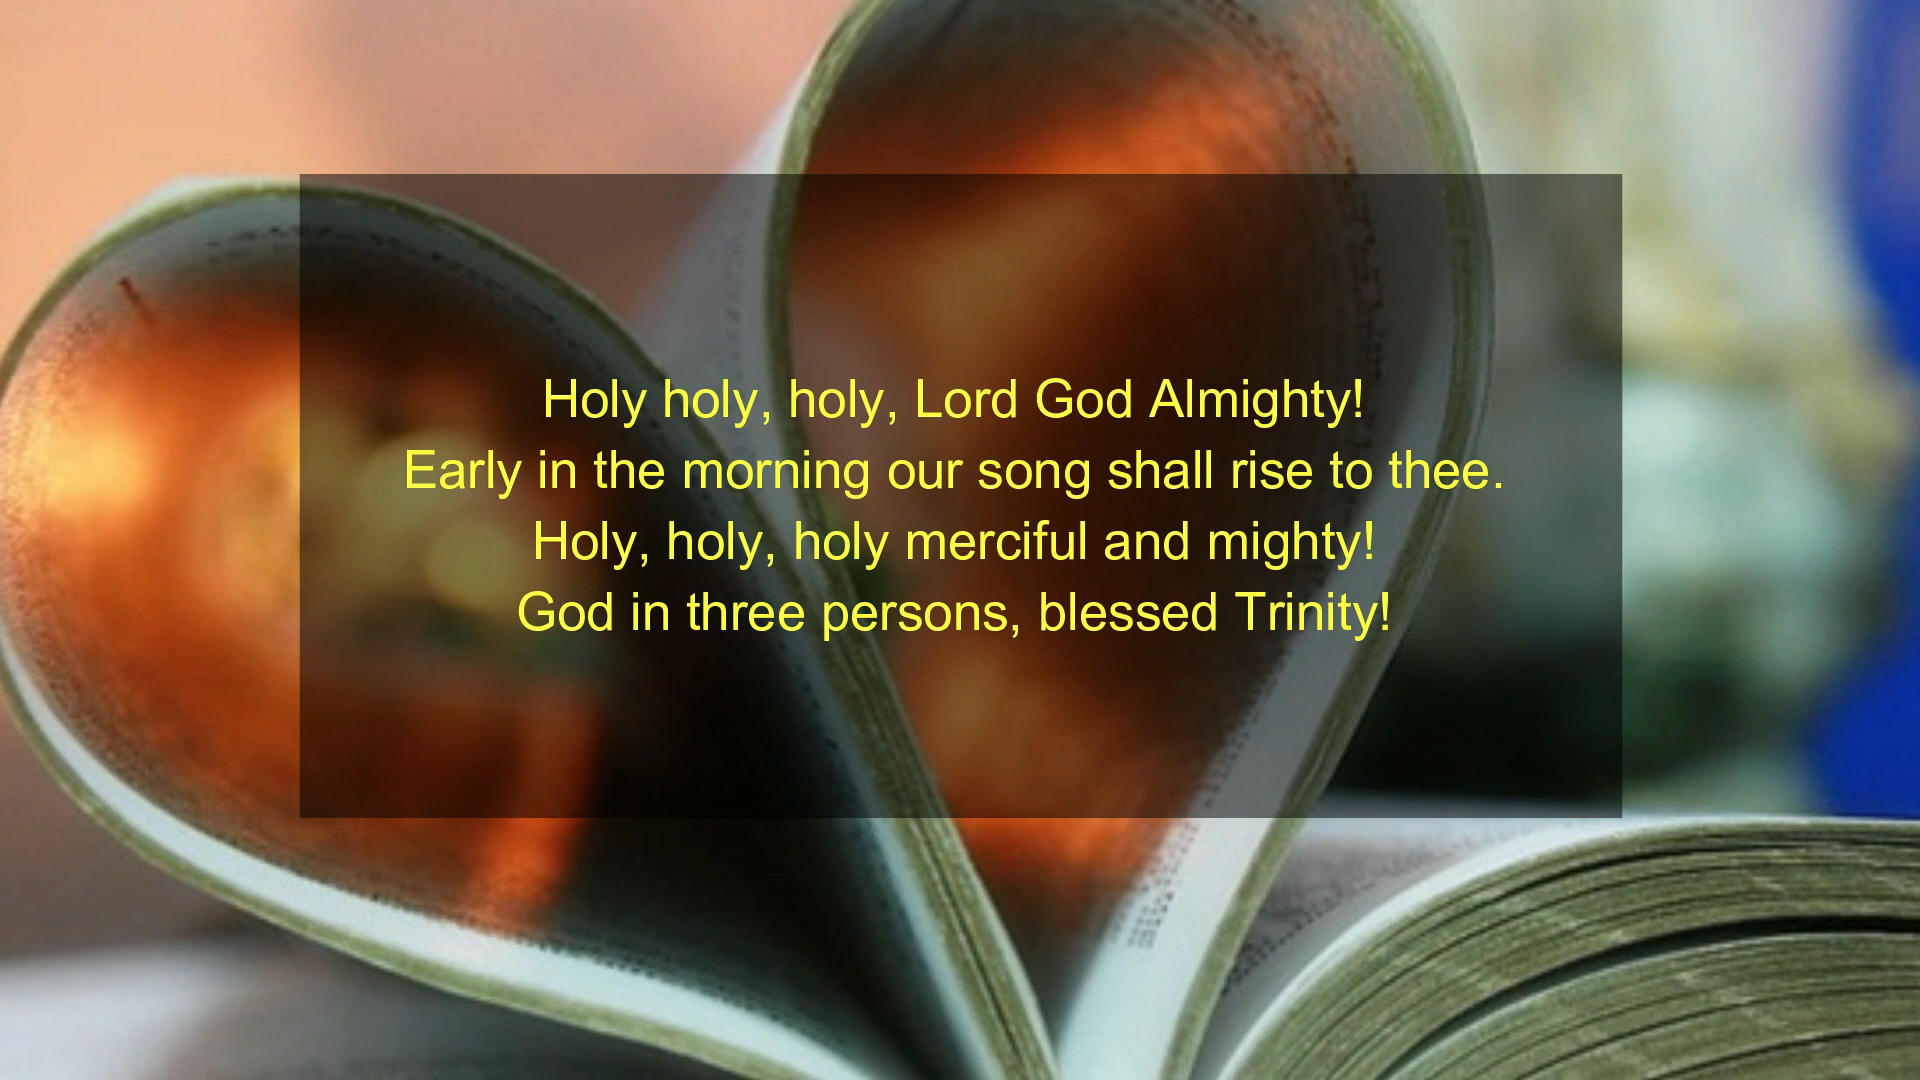 Holy holy, holy, Lord God Almighty!
Early in the morning our song shall rise to thee.
Holy, holy, holy merciful and mighty!
God in three persons, blessed Trinity!